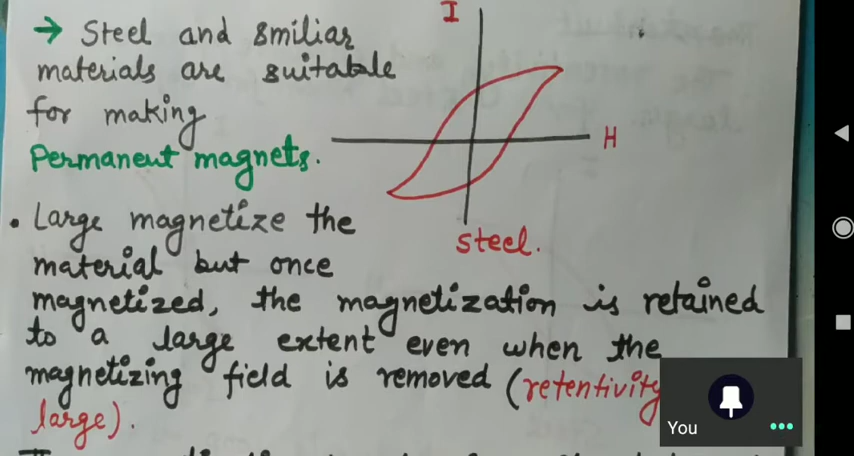 I
→ Steel and smiliar
materials are suitable
for making
Permanent magnets.
H
steel.
• Large magnetize the
material but once
magnetized, the magnetization is retained
to a large extent even when the
magnetizing field is removed (retentivity
large).
You